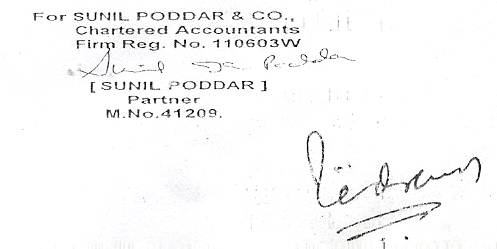 For SUNIL PODDAR & CO.,
Chartered Accountants
Firm Reg. No. 110603W
[ SUNIL PODDAR ]
Partner
M.No.41209.